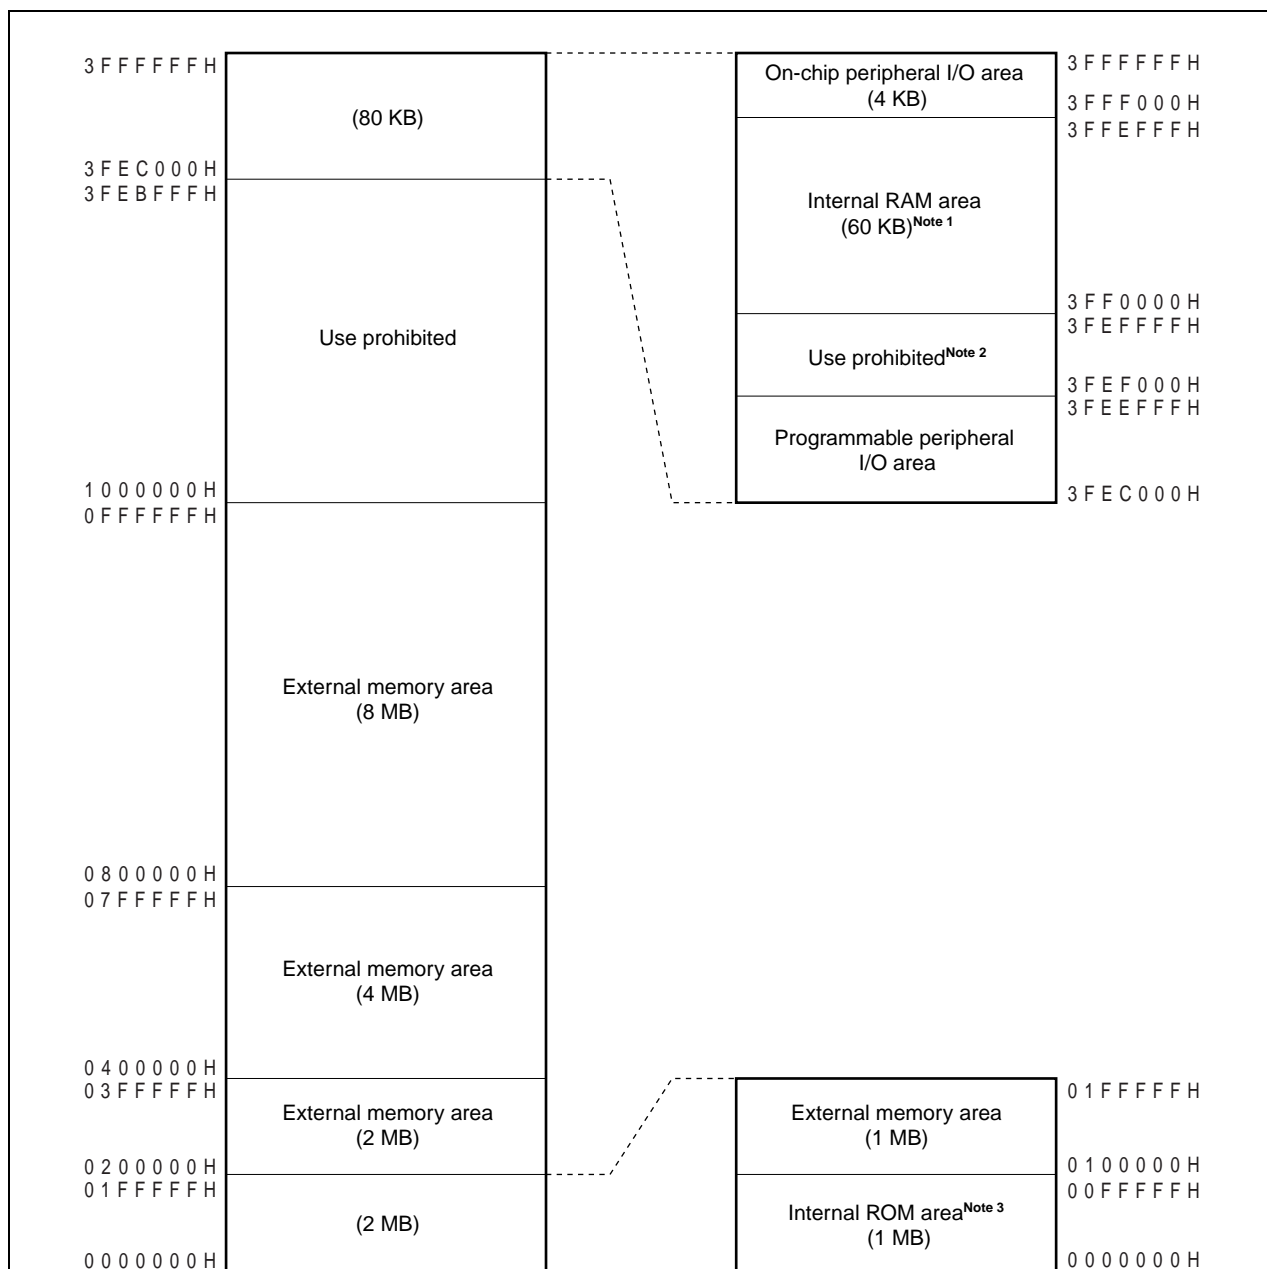 3FFFFFFH
(80 KB)
3FEC000H
3FEBFFFH
Use prohibited
1000000H
0FFFFFFH
External memory area
(8 MB)
0800000H
07FFFFFH
External memory area
(4 MB)
0400000H
03FFFFFH
External memory area
(2 MB)
0200000H
01FFFFFH
(2 MB)
0000000H
On-chip peripheral I/O area
(4 KB)
3FFFFFFH
3FFF000H
3FFEFFFH
Internal RAM area
(60 KB)Note 1
3FF0000H
3FEFFFFH
Use prohibitedNote 2
3FEF000H
3FEEFFFH
Programmable peripheral
I/O area
3FEC000H
01FFFFFH
External memory area
(1 MB)
0100000H
00FFFFFH
Internal ROM areaNote 3
(1 MB)
0000000H